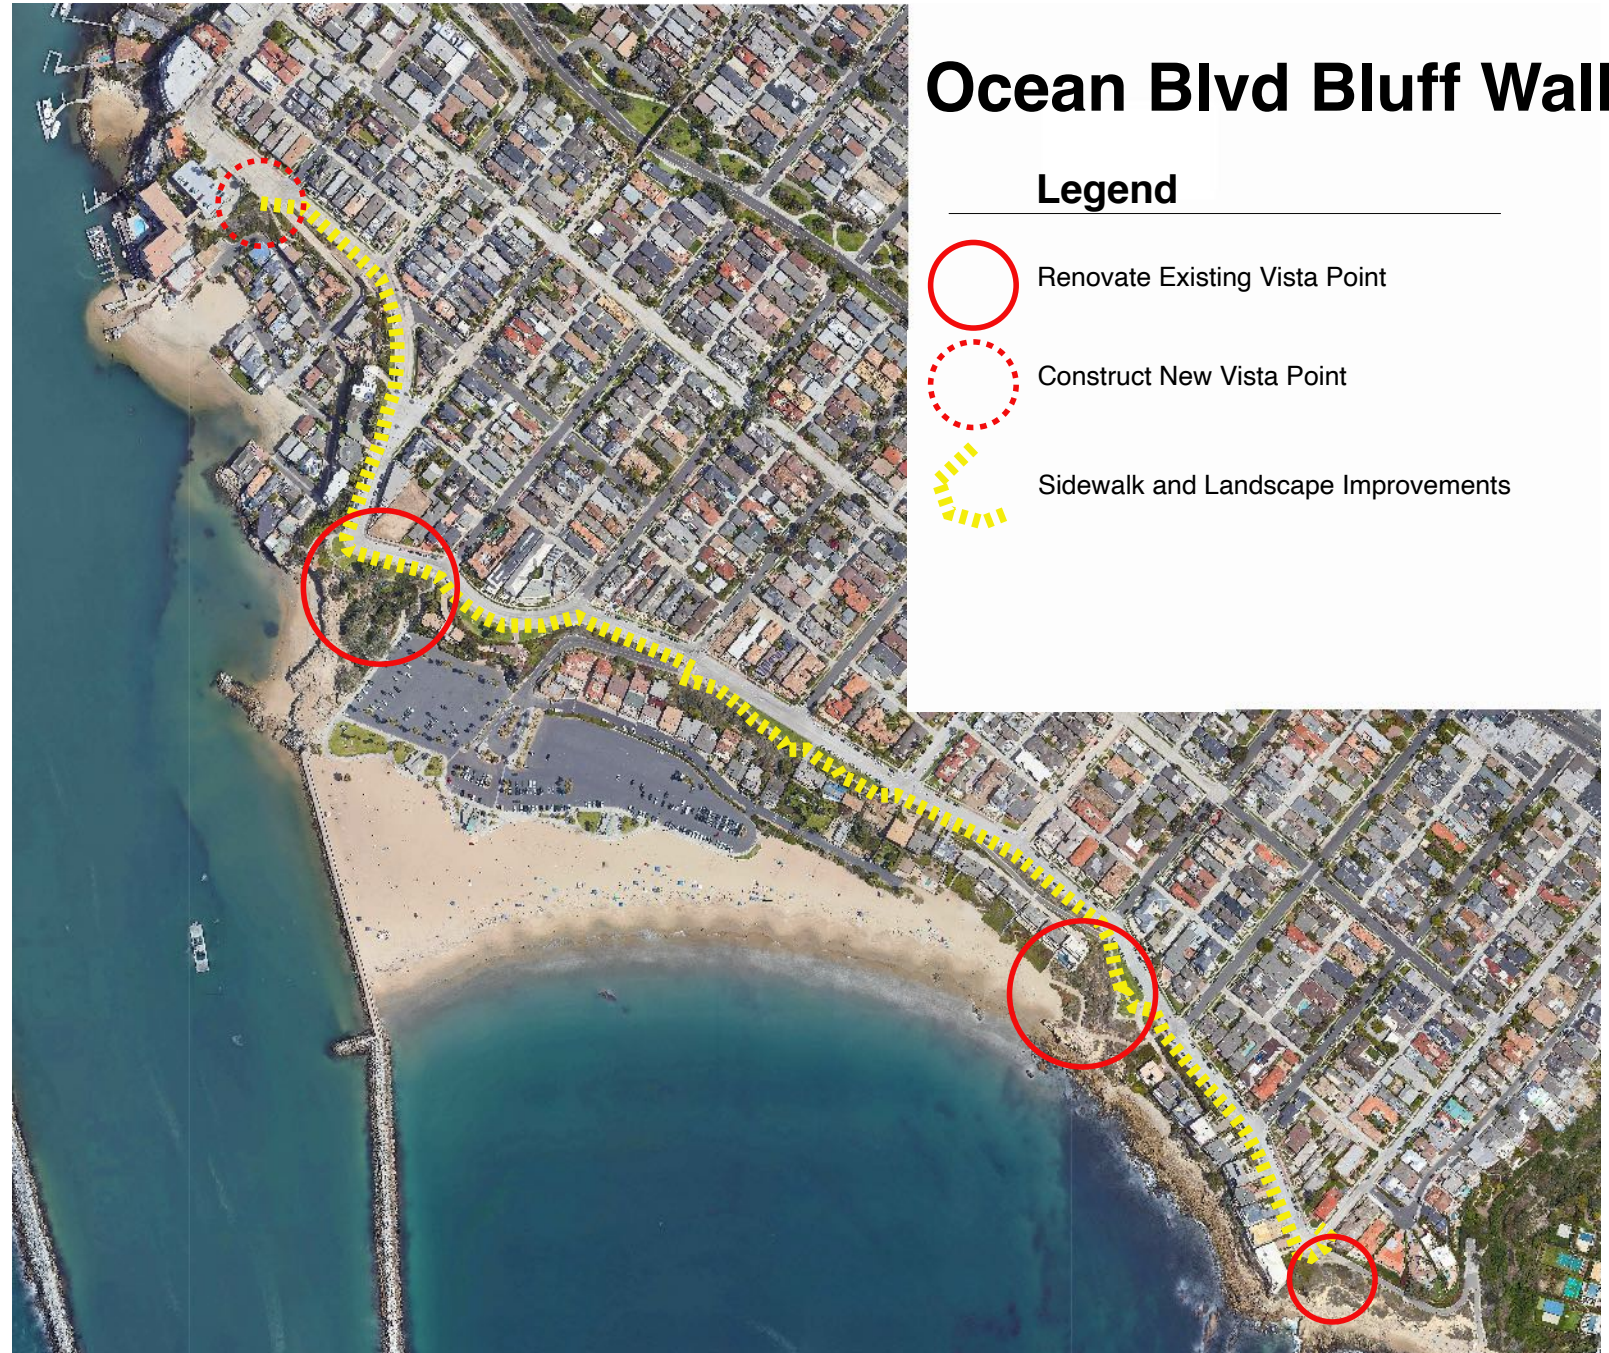 Ocean Blvd Bluff Wall
Legend
Renovate Existing Vista Point
Construct New Vista Point
Sidewalk and Landscape Improvements